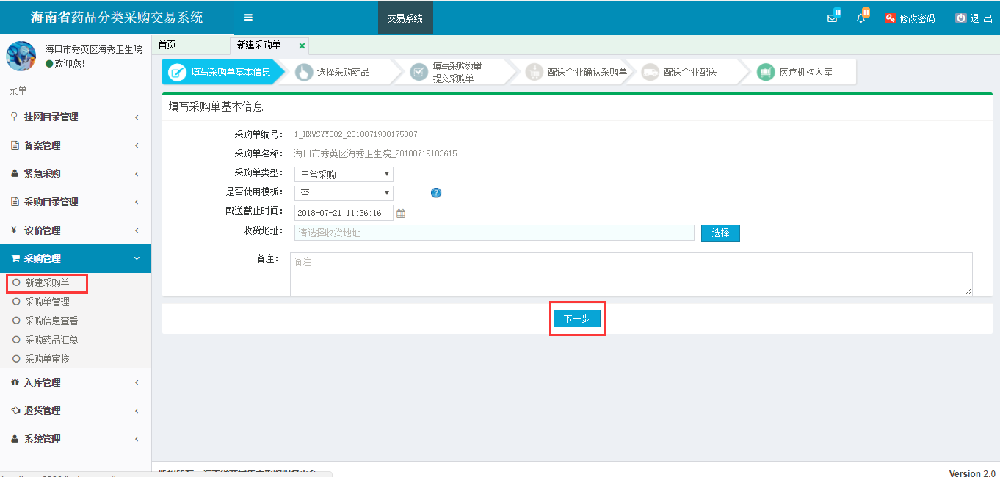 海南省药品分类采购交易系统
交易系统
0
0
修改密码
退 出
海口市秀英区海秀卫生院
欢迎您!
菜单
挂网目录管理
备案管理
紧急采购
采购目录管理
¥ 议价管理
采购管理
新建采购单
采购单管理
采购信息查看
采购药品汇总
采购单审核
入库管理
退货管理
系统管理
首页
新建采购单 ×
填写采购单基本信息
选择采购药品
填写采购数量
提交采购单
配送企业确认采购单
配送企业配送
医疗机构入库
填写采购单基本信息
采购单编号: 1_HXWSYY002_2018071938175887
采购单名称: 海口市秀英区海秀卫生院_20180719103615
采购单类型: 日常采购
是否使用模板: 否 ?
配送截止时间: 2018-07-21 11:36:16
收货地址: 请选择收货地址 选择
备注: 备注
下一步
Version 2.0